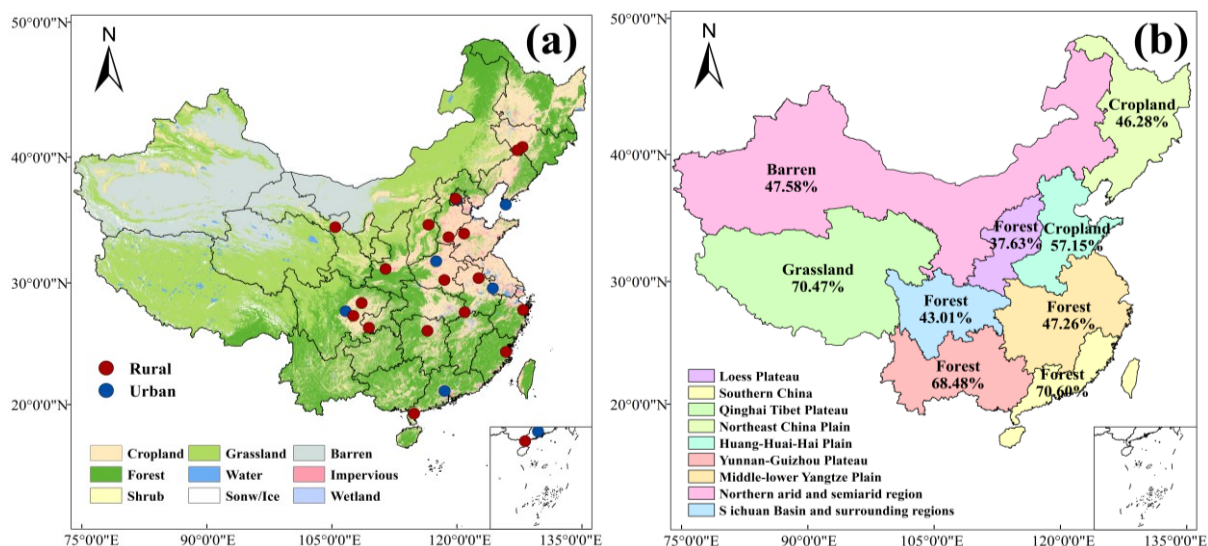 50°0'0"N
40°0'0"N
30°0'0"N
20°0'0"N
N
(a)
Rural
Urban
Cropland
Grassland
Barren
Forest
Water
Impervious
Shrub
Sonw/Ice
Wetland
75°0'0"E
90°0'0"E
105°0'0"E
120°0'0"E
135°0'0"E
50°0'0"N
40°0'0"N
30°0'0"N
20°0'0"N
N
(b)
Cropland
46.28%
Barren
47.58%
Forest
37.63%
Cropland
57.15%
Grassland
70.47%
Forest
43.01%
Forest
47.26%
Forest
68.48%
Forest
70.60%
Loess Plateau
Southern China
Qinghai Tibet Plateau
Northeast China Plain
Huang-Huai-Hai Plain
Yunnan-Guizhou Plateau
Middle-lower Yangtze Plain
Northern arid and semiarid region
S ichuan Basin and surrounding regions
75°0'0"E
90°0'0"E
105°0'0"E
120°0'0"E
135°0'0"E